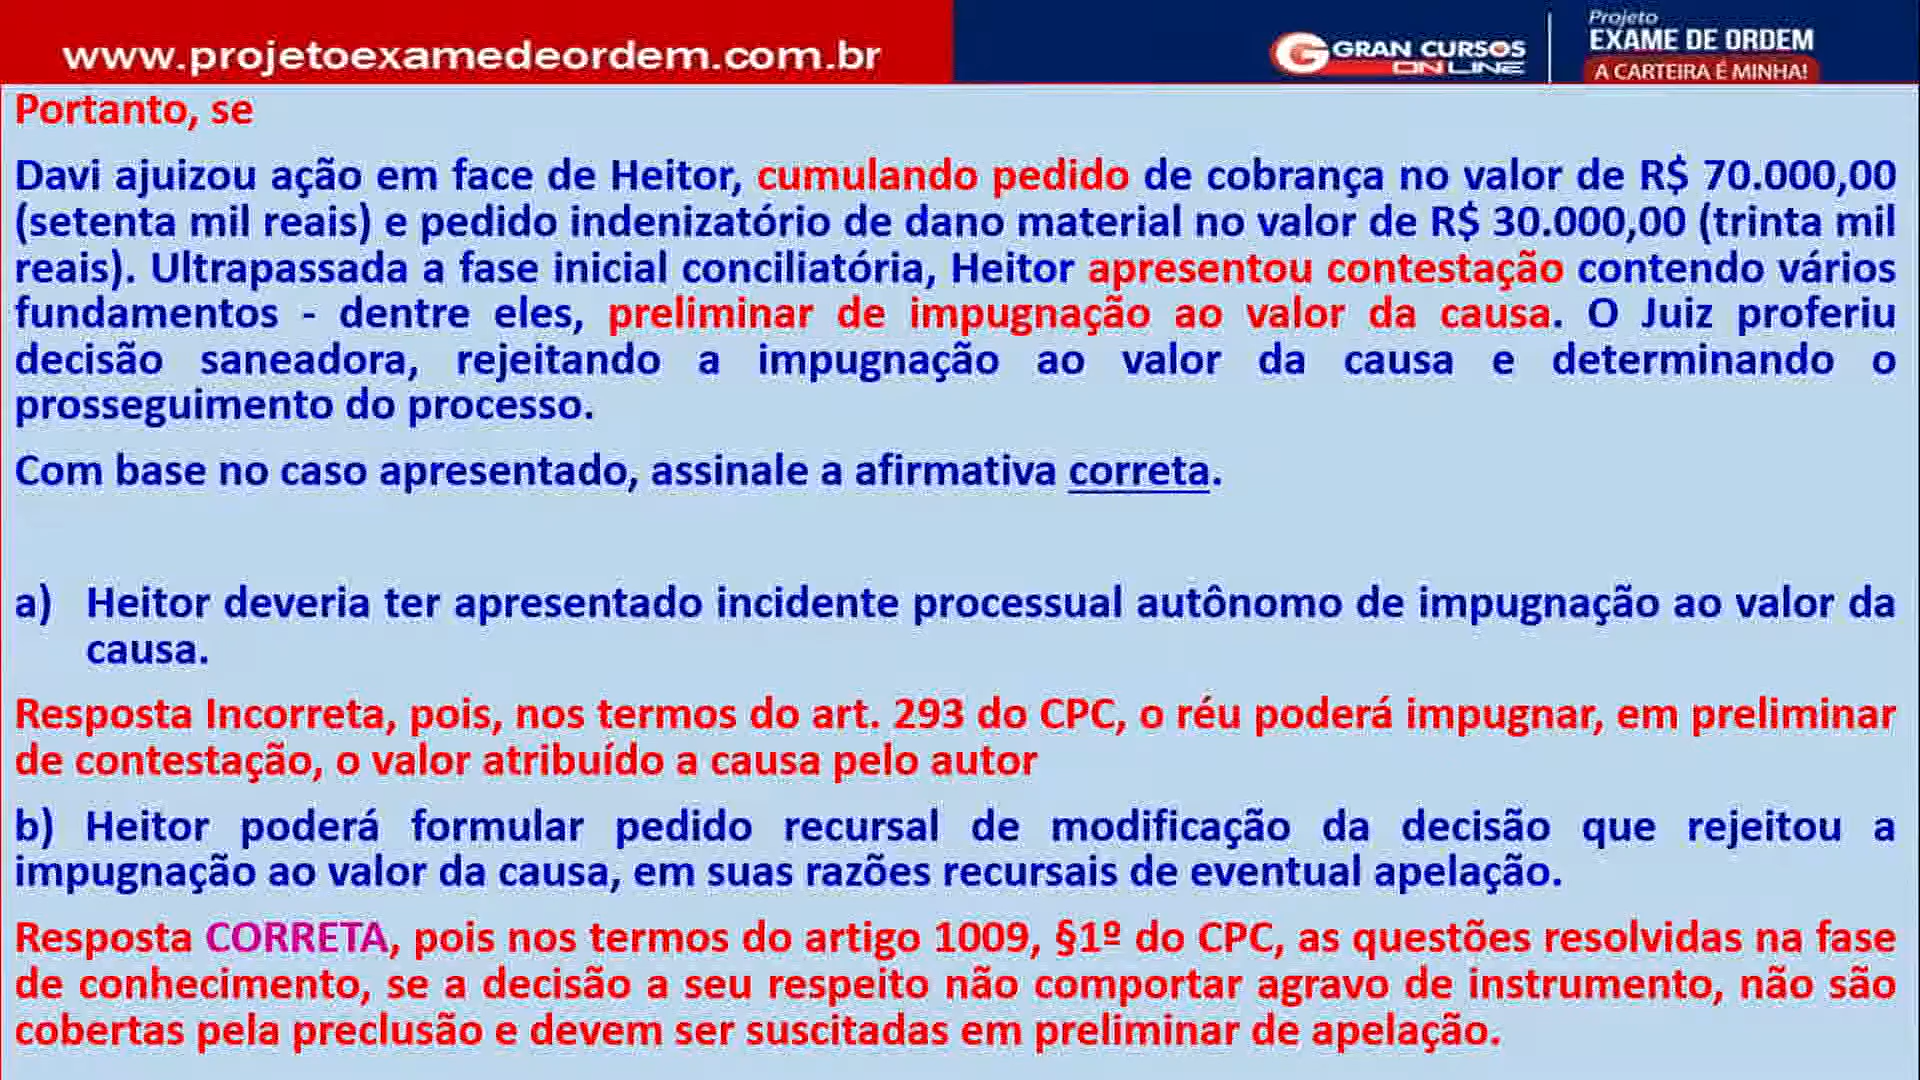 www.projetoexamedeordem.com.br
GRAN CURSOS
ONLINE
Projeto
EXAME DE ORDEM
A CARTEIRA É MINHA!
Portanto, se
Davi ajuizou ação em face de Heitor, cumulando pedido de cobrança no valor de R$ 70.000,00
(setenta mil reais) e pedido indenizatório de dano material no valor de R$ 30.000,00 (trinta mil
reais). Ultrapassada a fase inicial conciliatória, Heitor apresentou contestação contendo vários
fundamentos - dentre eles, preliminar de impugnação ao valor da causa. O Juiz proferiu
decisão saneadora, rejeitando a impugnação ao valor da causa e determinando o
prosseguimento do processo.
Com base no caso apresentado, assinale a afirmativa correta.
a) Heitor deveria ter apresentado incidente processual autônomo de impugnação ao valor da
causa.
Resposta Incorreta, pois, nos termos do art. 293 do CPC, o réu poderá impugnar, em preliminar
de contestação, o valor atribuído a causa pelo autor
b) Heitor poderá formular pedido recursal de modificação da decisão que rejeitou a
impugnação ao valor da causa, em suas razões recursais de eventual apelação.
Resposta CORRETA, pois nos termos do artigo 1009, §1º do CPC, as questões resolvidas na fase
de conhecimento, se a decisão a seu respeito não comportar agravo de instrumento, não são
cobertas pela preclusão e devem ser suscitadas em preliminar de apelação.